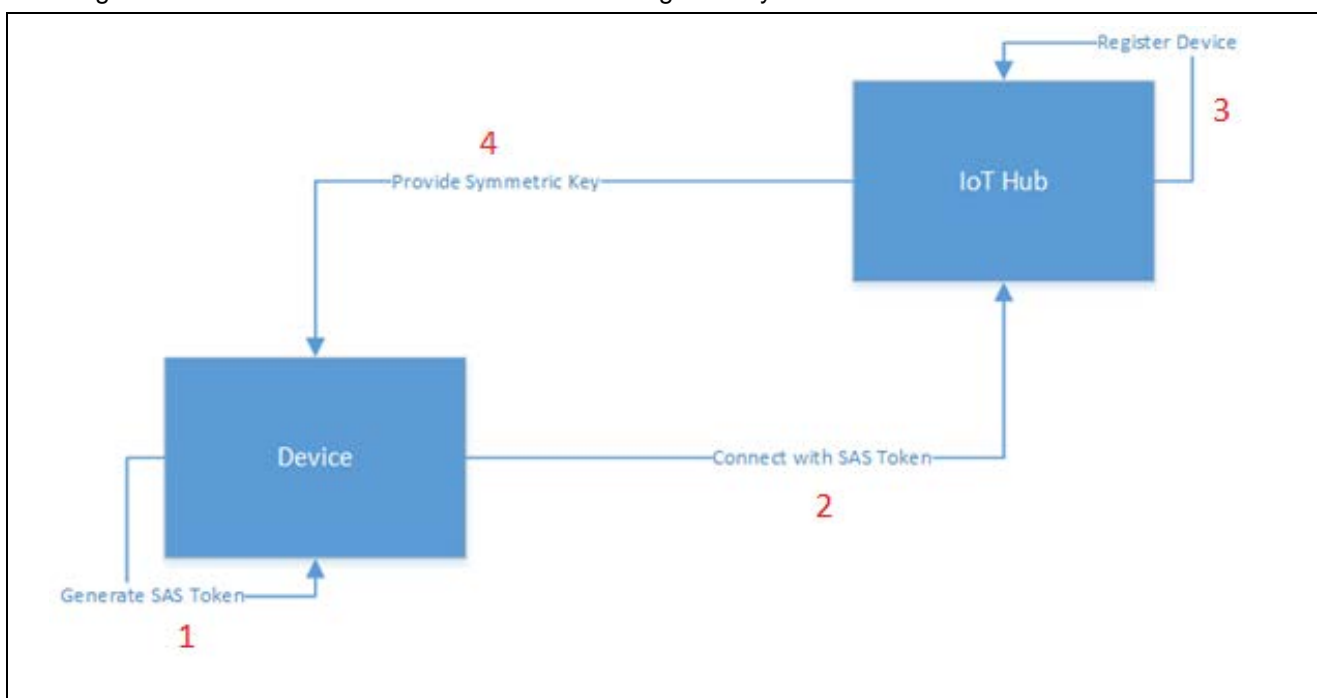 Register Device
3
4
Provide Symmetric Key
IoT Hub
Device
Connect with SAS Token
2
Generate SAS Token
1